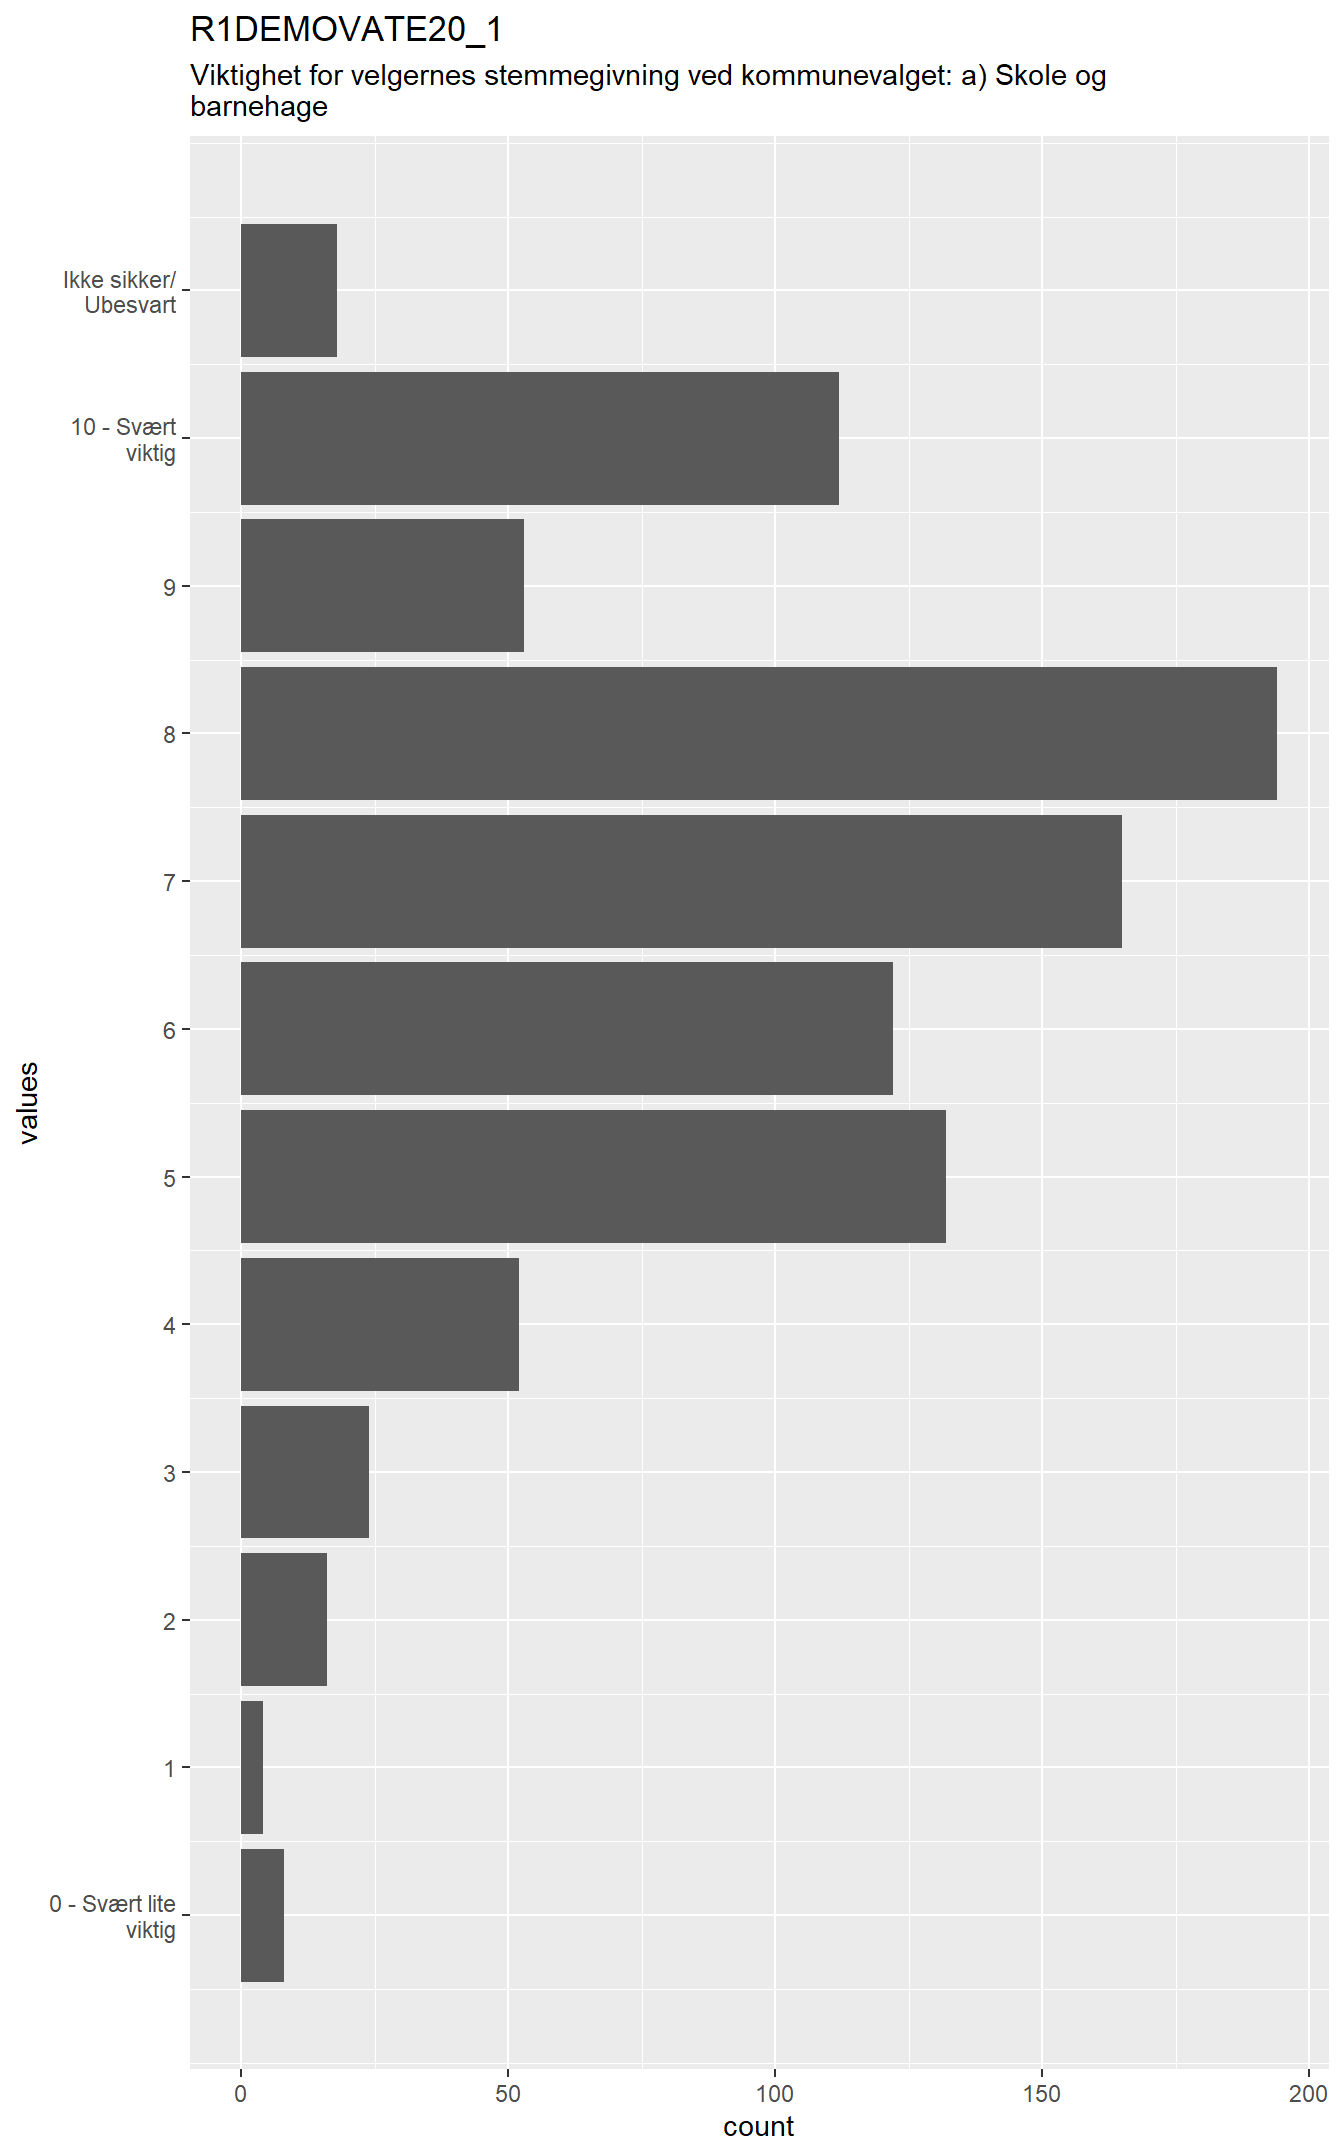 R1DEMOVATE20_1
Viktighet for velgernes stemmegivning ved kommunevalget: a) Skole og
barnehage
Ikke sikker/
Ubesvart
10 - Svært
viktig
9
8
7
6
5
4
3
2
1
0 - Svært lite
viktig
values
0 50 100 150 200
count